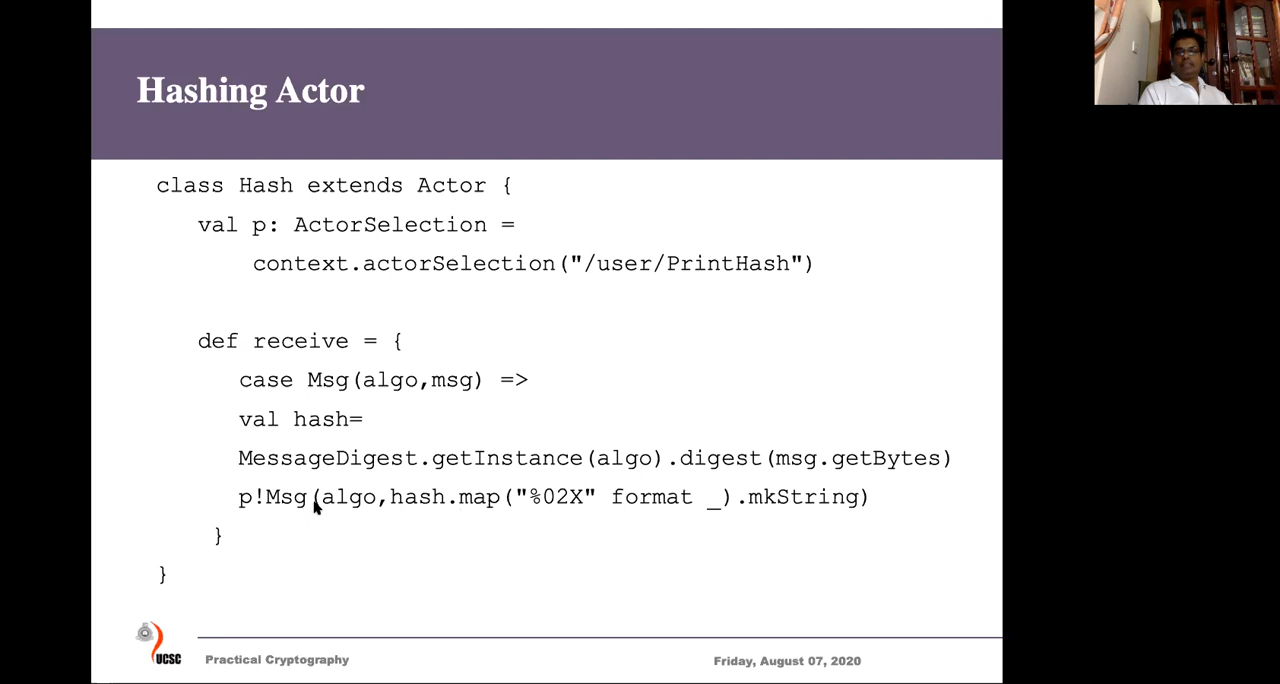 Hashing Actor
class Hash extends Actor {
val p: ActorSelection =
context.actorSelection("/user/PrintHash")
def receive = {
case Msg(algo,msg) =>
val hash=
MessageDigest.getInstance(algo).digest(msg.getBytes)
p!Msg(algo,hash.map("%02X" format _).mkString)
}
}
UCSC
Practical Cryptography
Friday, August 07, 2020